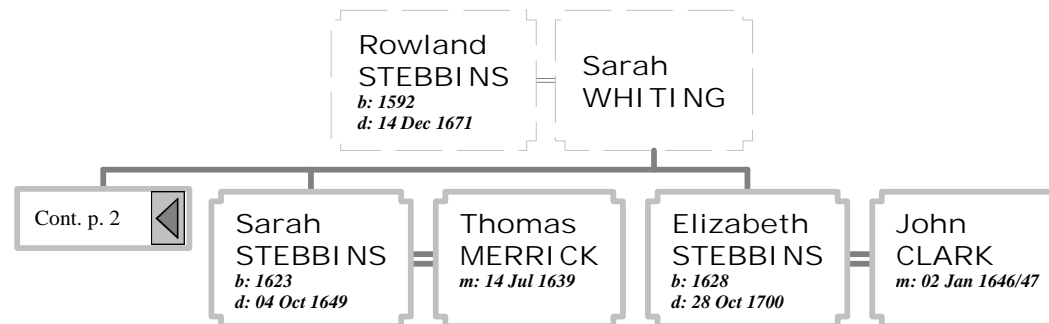 Rowland
STEBBINS
b: 1592
d: 14 Dec 1671
Sarah
WHITING
Cont. p. 2
Sarah
STEBBINS
b: 1623
d: 04 Oct 1649
Thomas
MERRICK
m: 14 Jul 1639
Elizabeth
STEBBINS
b: 1628
d: 28 Oct 1700
John
CLARK
m: 02 Jan 1646/47